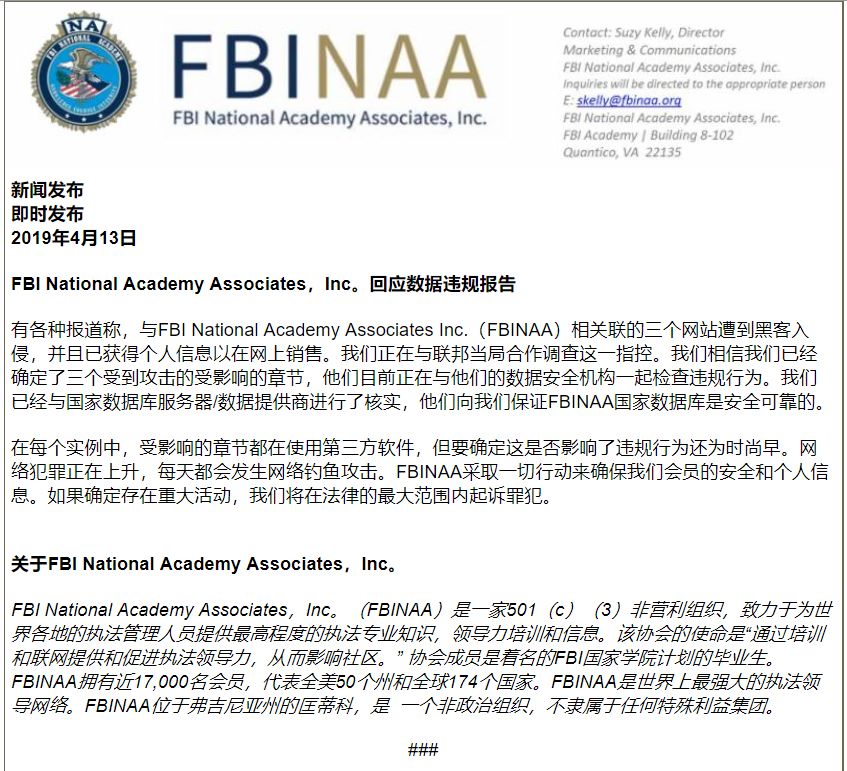 NA
FBI NATIONAL ACADEMY
FBINAA
FBI National Academy Associates, Inc.
Contact: Suzy Kelly, Director
Marketing & Communications
FBI National Academy Associates, Inc.
Inquiries will be directed to the appropriate person
E: skelly@fbinaa.org
FBI National Academy Associates, Inc.
FBI Academy | Building 8-102
Quantico, VA 22135
新闻发布
即时发布
2019年4月13日
FBI National Academy Associates，Inc。回应数据违规报告
有各种报道称，与FBI National Academy Associates Inc.（FBINAA）相关联的三个网站遭到黑客入
侵，并且已获得个人信息以在网上销售。我们正在与联邦当局合作调查这一指控。我们相信我们已经
确定了三个受到攻击的受影响的章节，他们目前正在与他们的数据安全机构一起检查违规行为。我们
已经与国家数据库服务器/数据提供商进行了核实，他们向我们保证FBINAA国家数据库是安全可靠的。
在每个实例中，受影响的章节都在使用第三方软件，但要确定这是否影响了违规行为还为时尚早。网
络犯罪正在上升，每天都会发生网络钓鱼攻击。FBINAA采取一切行动来确保我们会员的安全和个人信
息。如果确定存在重大活动，我们将在法律的最大范围内起诉罪犯。
关于FBI National Academy Associates，Inc。
FBI National Academy Associates，Inc。（FBINAA）是一家501（c）（3）非营利组织，致力于为世
界各地的执法管理人员提供最高程度的执法专业知识，领导力培训和信息。该协会的使命是“通过培训
和联网提供和促进执法领导力，从而影响社区。” 协会成员是着名的FBI国家学院计划的毕业生。
FBINAA拥有近17,000名会员，代表全美50个州和全球174个国家。FBINAA是世界上最强大的执法领
导网络。FBINAA位于弗吉尼亚州的匡蒂科，是 一个非政治组织，不隶属于任何特殊利益集团。
###